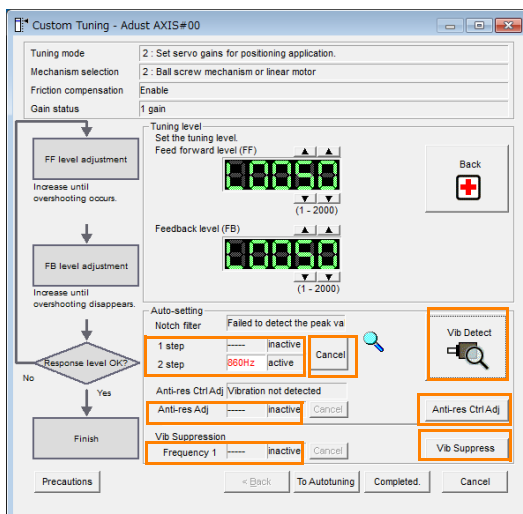 Custom Tuning - Adust AXIS#00
Tuning mode 2 : Set servo gains for positioning application.
Mechanism selection 2 : Ball screw mechanism or linear motor
Friction compensation Enable
Gain status 1 gain
FF level adjustment
Increase until
overshooting occurs.
FB level adjustment
Increase until
overshooting disappears.
Response level OK?
No
Yes
Finish
Tuning level
Set the tuning level.
Feed forward level (FF)
L0050
(1 - 2000)
Feedback level (FB)
L0050
(1 - 2000)
Back
Auto-setting
Notch filter Failed to detect the peak va
1 step ----- inactive
2 step 860Hz active
Cancel
Vib Detect
Anti-res Ctrl Adj Vibration not detected
Anti-res Adj ----- inactive Cancel
Anti-res Ctrl Adj
Vib Suppression
Frequency 1 ----- inactive Cancel
Vib Suppress
Precautions
< Back
To Autotuning
Completed.
Cancel